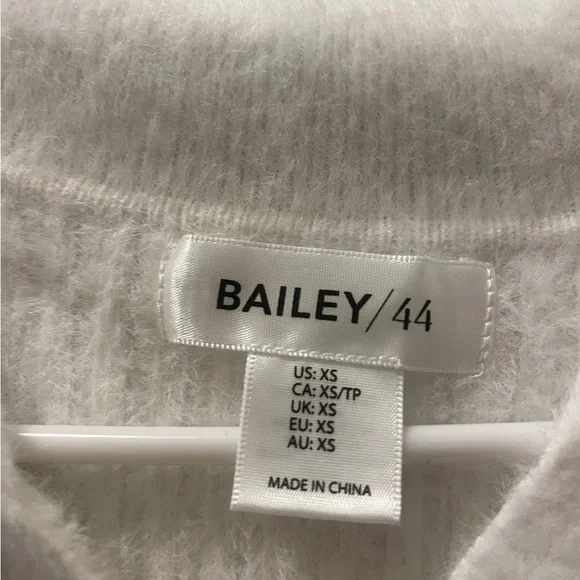 BAILEY/44
US: XS
CA: XS/TP
UK: XS
EU: XS
AU: XS
MADE IN CHINA